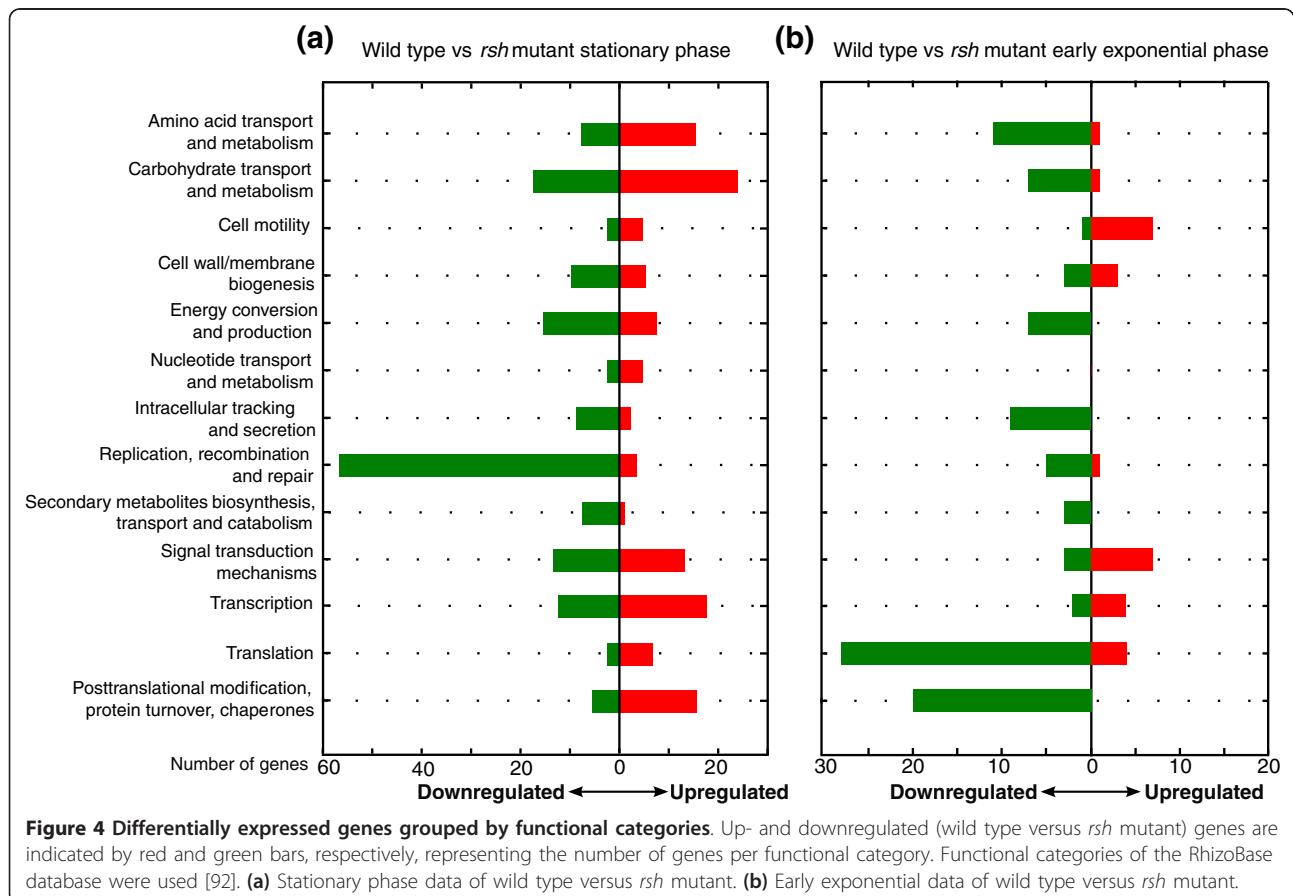 (a)
Wild type vs rsh mutant stationary phase
(b)
Wild type vs rsh mutant early exponential phase
Amino acid transport
and metabolism
Carbohydrate transport
and metabolism
Cell motility
Cell wall/membrane
biogenesis
Energy conversion
and production
Nucleotide transport
and metabolism
Intracellular tracking
and secretion
Replication, recombination
and repair
Secondary metabolites biosynthesis,
transport and catabolism
Signal transduction
mechanisms
Transcription
Translation
Posttranslational modification,
protein turnover, chaperones
Number of genes
60 40 20 0 20
30 20 10 0 10 20
Downregulated Upregulated
Downregulated Upregulated
Figure 4 Differentially expressed genes grouped by functional categories. Up- and downregulated (wild type versus rsh mutant) genes are
indicated by red and green bars, respectively, representing the number of genes per functional category. Functional categories of the RhizoBase
database were used [92]. (a) Stationary phase data of wild type versus rsh mutant. (b) Early exponential data of wild type versus rsh mutant.